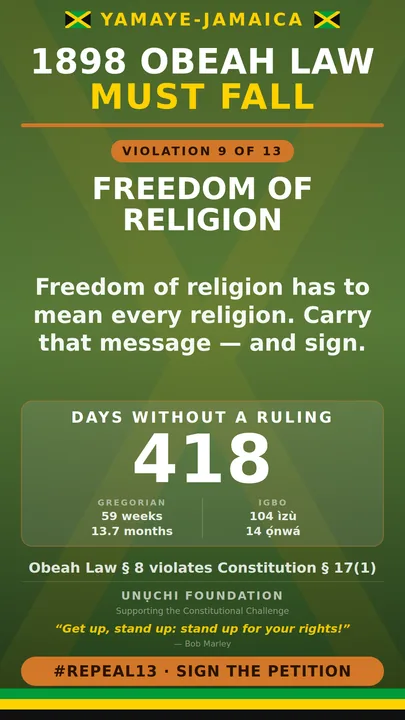 YAMAYE-JAMAICA
1898 OBEAH LAW
MUST FALL
VIOLATION 9 OF 13
FREEDOM OF
RELIGION
Freedom of religion has to
mean every religion. Carry
that message — and sign.
DAYS WITHOUT A RULING
418
GREGORIAN
59 weeks
13.7 months
IGBO
104 ìzù
14 ọ́nwá
Obeah Law § 8 violates Constitution § 17(1)
UNỤCHI FOUNDATION
Supporting the Constitutional Challenge
“Get up, stand up: stand up for your rights!”
— Bob Marley
#REPEAL13 · SIGN THE PETITION